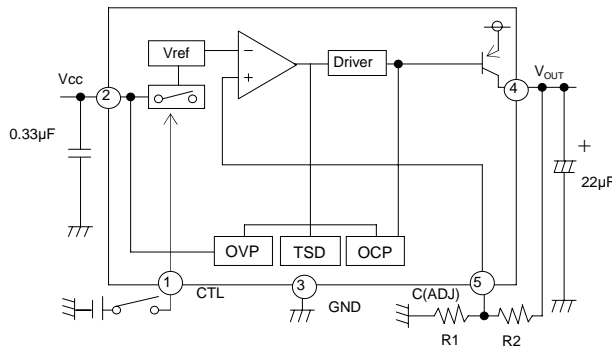 Vref
−
+
Driver
Vcc
2
4
VOUT
0.33µF
+
22µF
OVP
TSD
OCP
1
CTL
3
GND
C(ADJ)
5
R1
R2